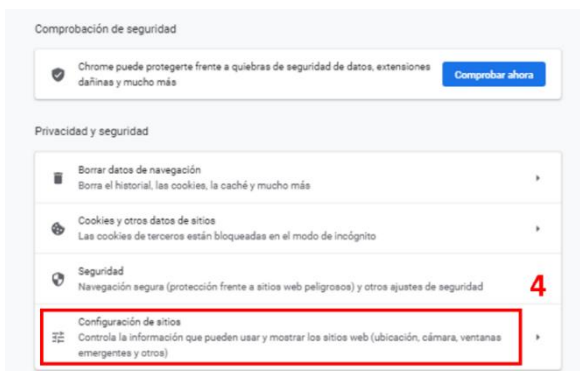 Comprobación de seguridad
Chrome puede protegerte frente a quiebras de seguridad de datos, extensiones
dañinas y mucho más
Comprobar ahora
Privacidad y seguridad
Borrar datos de navegación
Borra el historial, las cookies, la caché y mucho más
Cookies y otros datos de sitios
Las cookies de terceros están bloqueadas en el modo de incógnito
Seguridad
Navegación segura (protección frente a sitios web peligrosos) y otros ajustes de seguridad
4
Configuración de sitios
Controla la información que pueden usar y mostrar los sitios web (ubicación, cámara, ventanas
emergentes y otros)